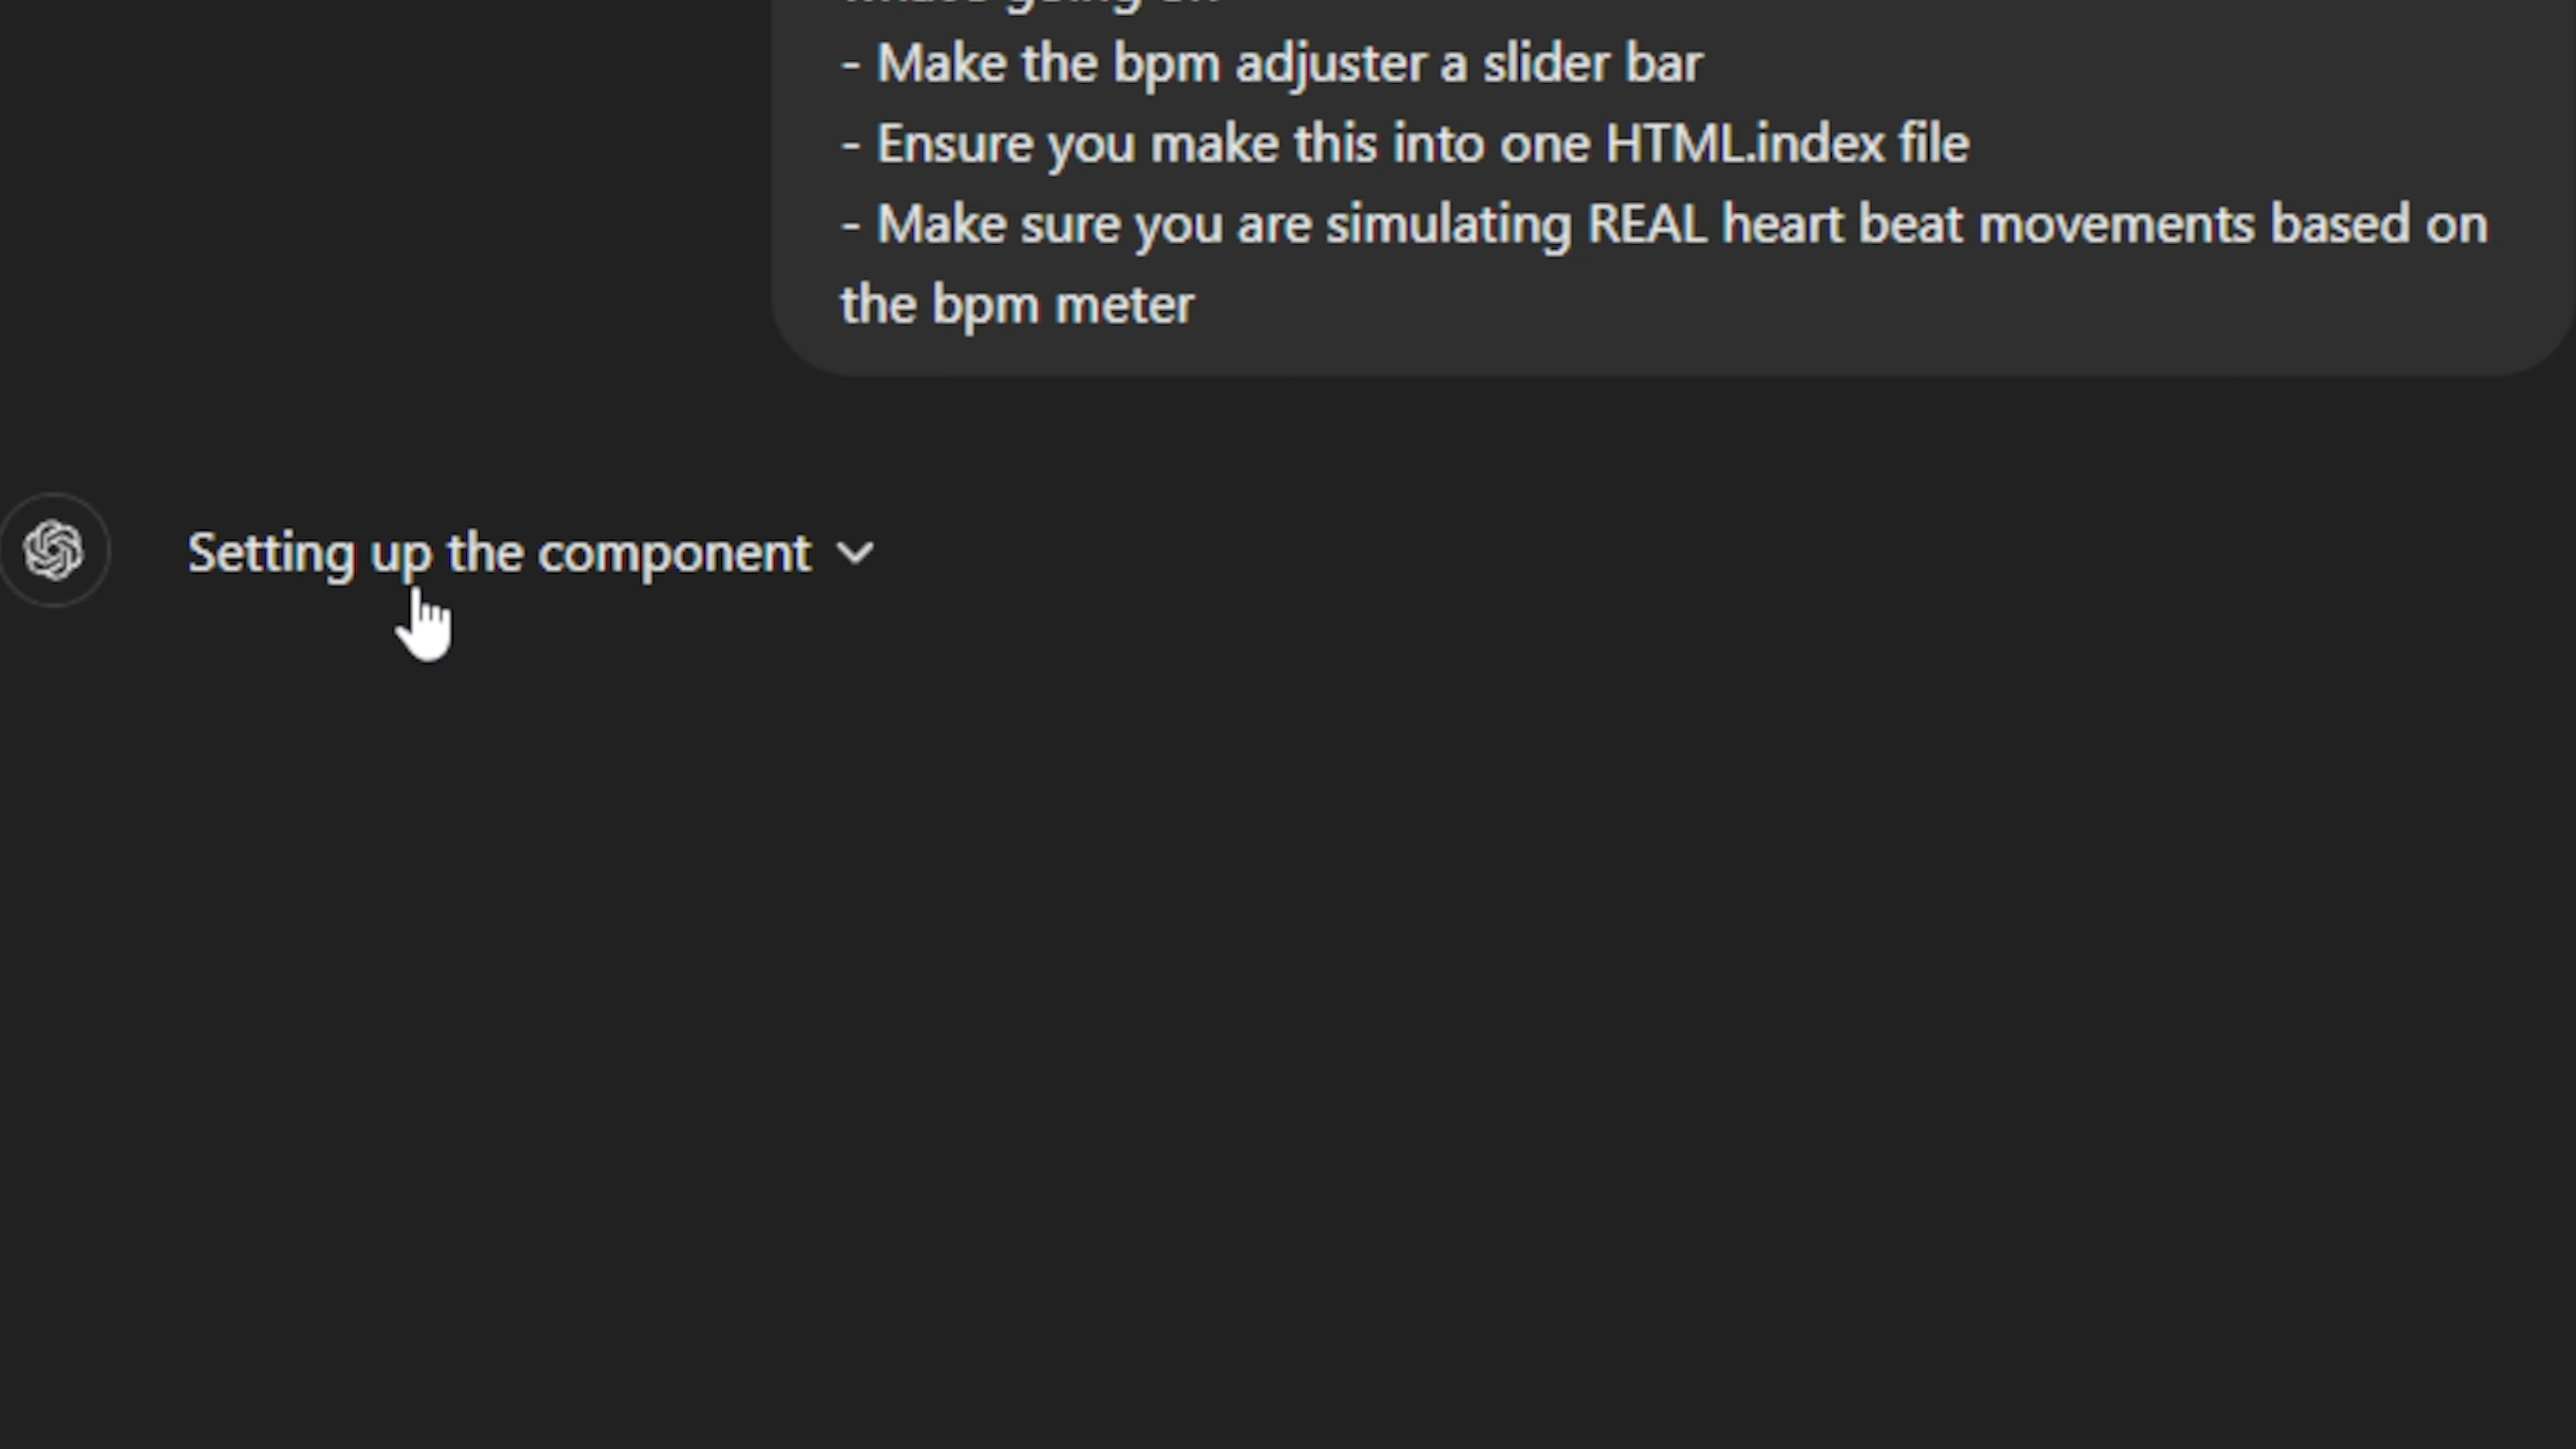 - Make the bpm adjuster a slider bar
- Ensure you make this into one HTML.index file
- Make sure you are simulating REAL heart beat movements based on
the bpm meter
Setting up the component